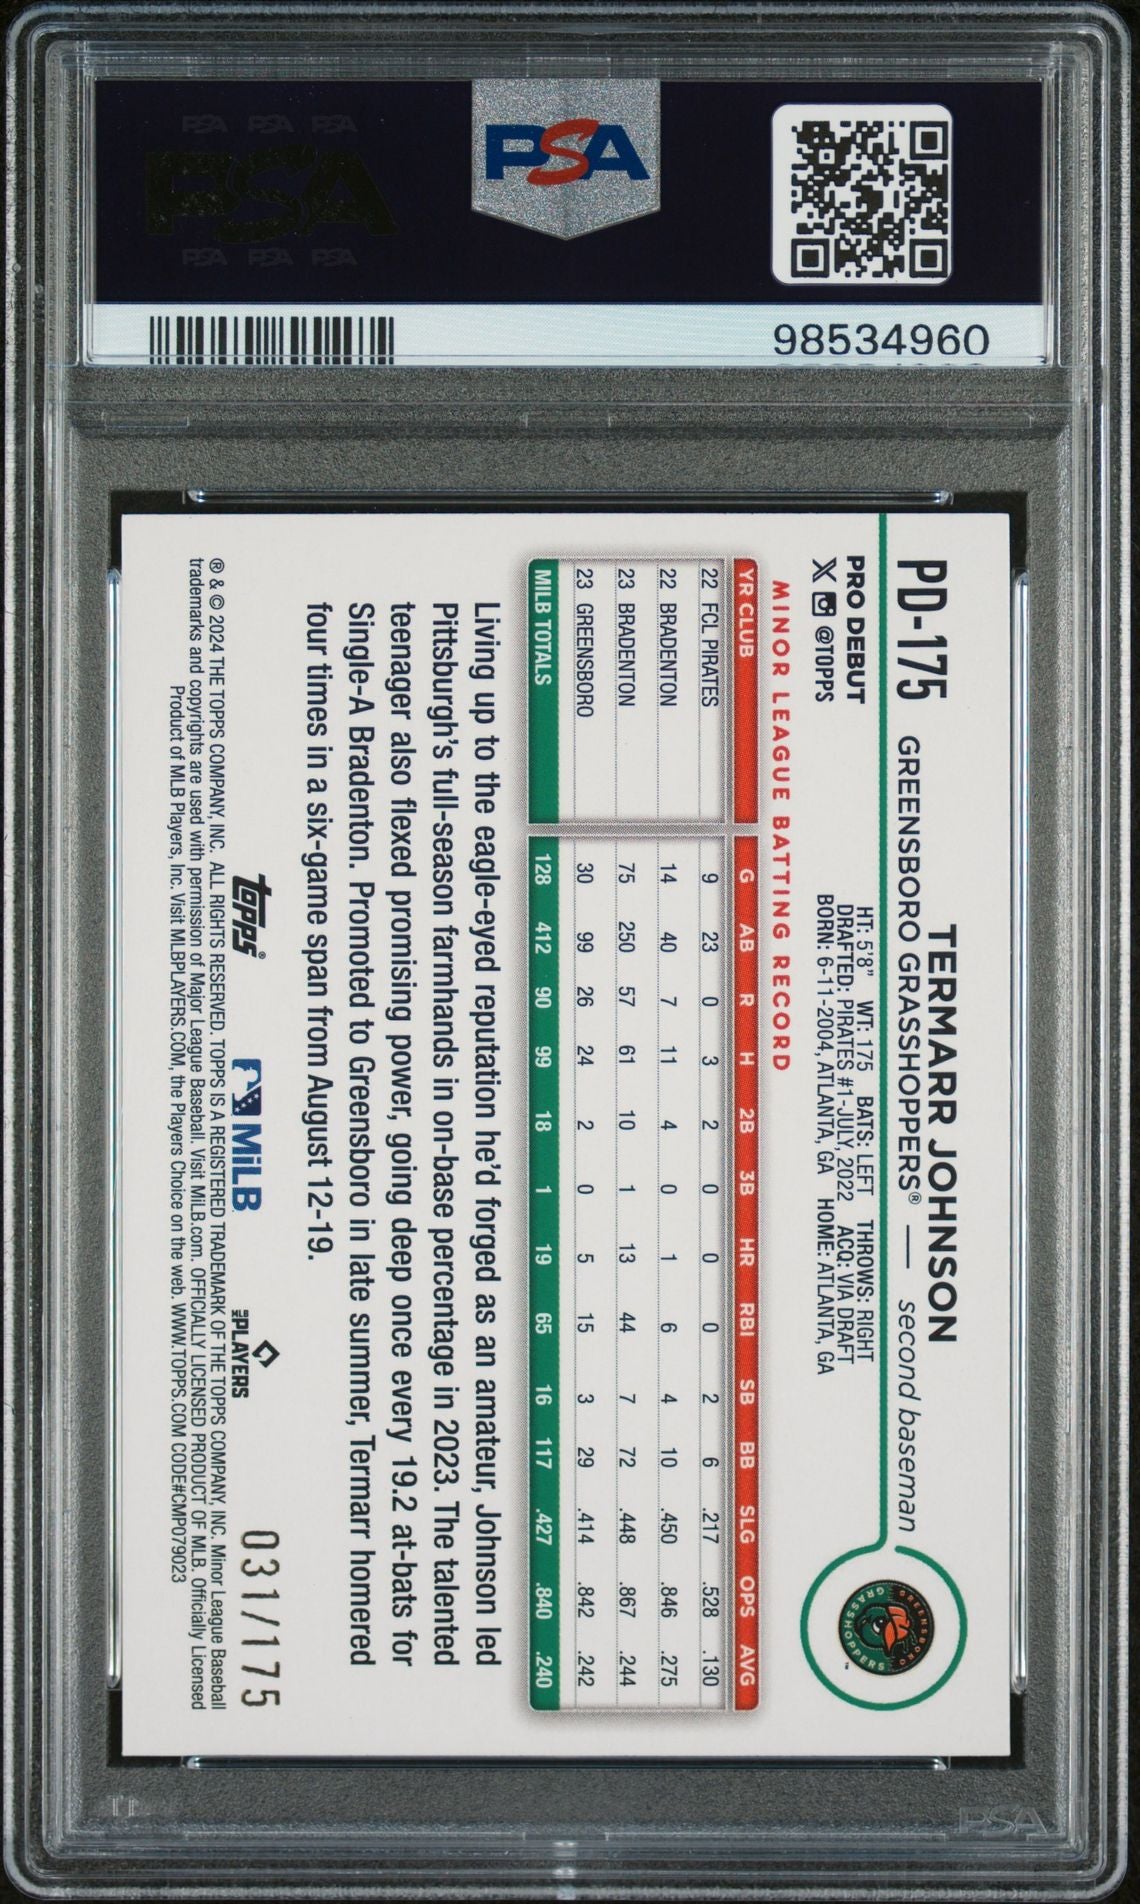 PSA PSA PSA
PSA
PSA PSA PSA
PSA
98534960
PD-175
TERMARR JOHNSON
GREENSBORO GRASSHOPPERS® — second baseman
PRO DEBUT
X @TOPPS
HT: 5'8" WT: 175 BATS: LEFT THROWS: RIGHT
DRAFTED: PIRATES #1-JULY, 2022 ACQ: VIA DRAFT
BORN: 6-11-2004, ATLANTA, GA HOME: ATLANTA, GA
GREENSBORO
GRASSHOPPERS™
MINOR LEAGUE BATTING RECORD
YR CLUB G AB R H 2B 3B HR RBI SB BB SLG OPS AVG
22 FCL PIRATES 9 23 0 3 2 0 0 0 2 6 .217 .528 .130
22 BRADENTON 14 40 7 11 4 0 1 6 4 10 .450 .846 .275
23 BRADENTON 75 250 57 61 10 1 13 44 7 72 .448 .867 .244
23 GREENSBORO 30 99 26 24 2 0 5 15 3 29 .414 .842 .242
MILB TOTALS 128 412 90 99 18 1 19 65 16 117 .427 .840 .240
Living up to the eagle-eyed reputation he'd forged as an amateur, Johnson led
Pittsburgh's full-season farmhands in on-base percentage in 2023. The talented
teenager also flexed promising power, going deep once every 19.2 at-bats for
Single-A Bradenton. Promoted to Greensboro in late summer, Termarr homered
four times in a six-game span from August 12-19.
topps®
MiLB
MLB PLAYERS
031/175
® & © 2024 THE TOPPS COMPANY, INC. ALL RIGHTS RESERVED. TOPPS IS A REGISTERED TRADEMARK OF THE TOPPS COMPANY, INC. Minor League Baseball
trademarks and copyrights are used with permission of Major League Baseball. Visit MiLB.com. OFFICIALLY LICENSED PRODUCT OF MLB. Officially Licensed
Product of MLB Players, Inc. Visit MLBPLAYERS.COM, the Players Choice on the web. WWW.TOPPS.COM CODE#CMP079023
PSA